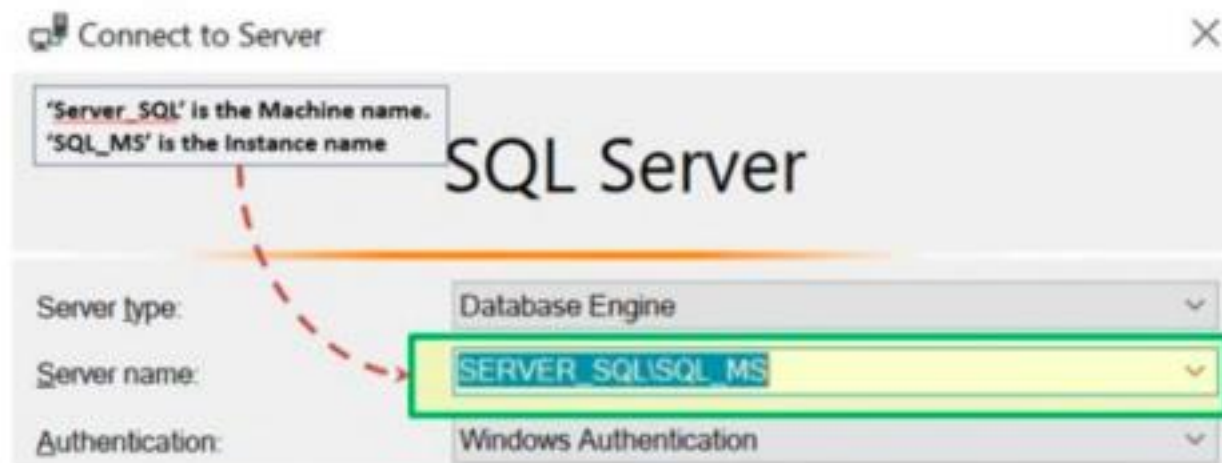 Connect to Server
'Server_SQL' is the Machine name.
'SQL_MS' is the Instance name
SQL Server
Server type: Database Engine
Server name: SERVER_SQL\SQL_MS
Authentication: Windows Authentication